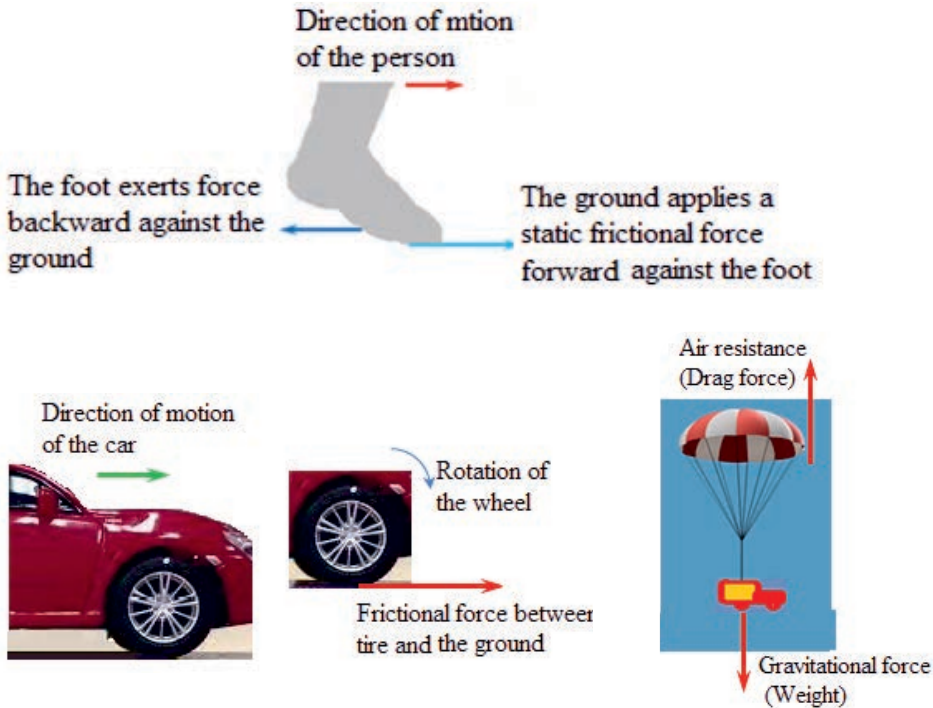 Direction of mtion
of the person
The foot exerts force
backward against the
ground
The ground applies a
static frictional force
forward against the foot
Direction of motion
of the car
Rotation of
the wheel
Frictional force between
tire and the ground
Air resistance
(Drag force)
Gravitational force
(Weight)